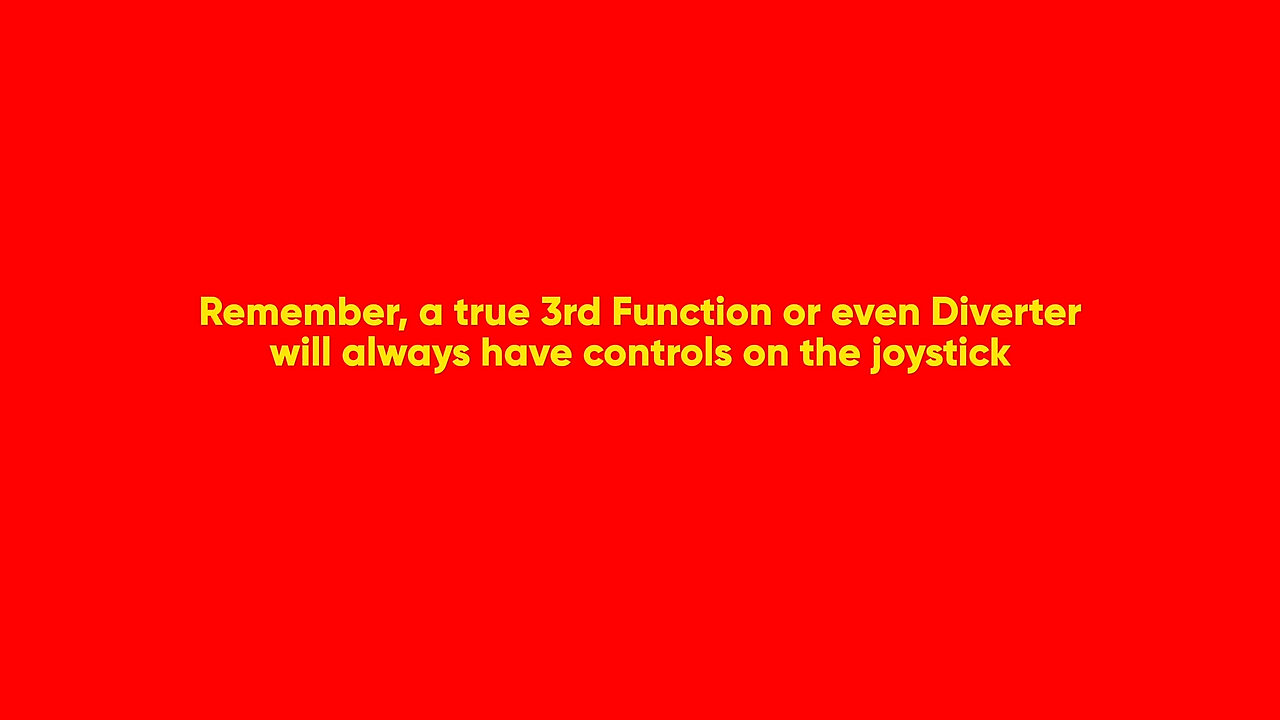 Remember, a true 3rd Function or even Diverter
will always have controls on the joystick